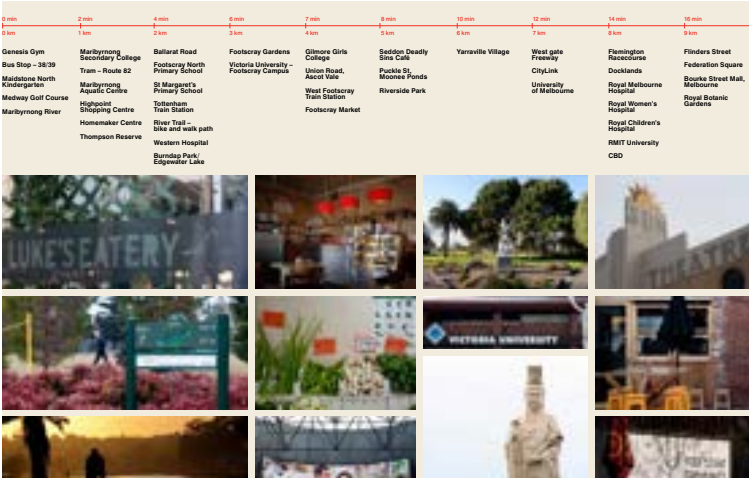 0 min
2 min
4 min
6 min
7 min
8 min
10 min
12 min
14 min
16 min
0 km
1 km
2 km
3 km
4 km
5 km
6 km
7 km
8 km
9 km
Genesis Gym
Bus Stop – 38/39
Maidstone North
Kindergarten
Medway Golf Course
Maribyrnong River
Maribyrnong
Secondary College
Tram – Route 82
Maribyrnong
Aquatic Centre
Highpoint
Shopping Centre
Homemaker Centre
Thompson Reserve
Ballarat Road
Footscray North
Primary School
St Margaret's
Primary School
Tottenham
Train Station
River Trail –
bike and walk path
Western Hospital
Burndap Park/
Edgewater Lake
Footscray Gardens
Victoria University –
Footscray Campus
Gilmore Girls
College
Union Road,
Ascot Vale
West Footscray
Train Station
Footscray Market
Seddon Deadly
Sins Café
Puckle St,
Moonee Ponds
Riverside Park
Yarraville Village
West gate
Freeway
CityLink
University
of Melbourne
Flemington
Racecourse
Docklands
Royal Melbourne
Hospital
Royal Women's
Hospital
Royal Children's
Hospital
RMIT University
CBD
Flinders Street
Federation Square
Bourke Street Mall,
Melbourne
Royal Botanic
Gardens
LUKES EATERY
THEATRE
VICTORIA UNIVERSITY